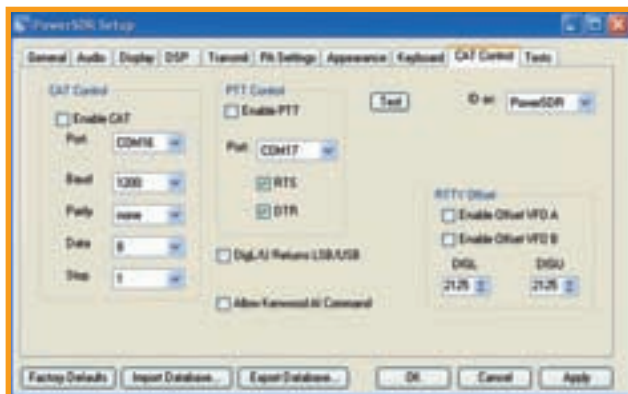 PowerSDR Setup
General Audio Display DSP Transmit PA Settings Appearance Keyboard CAT Control Tests
CAT Control
Enable CAT
Port COM16
Baud 1200
Parity none
Data 8
Stop 1
PTT Control
Enable PTT
Port COM17
RTS
DTR
DigL/U Returns LSB/USB
Allow Kenwood AI Command
Test
ID as: PowerSDR
RTTY Offset
Enable Offset VFO A
Enable Offset VFO B
DIGL DIGU
2125 2125
Factory Defaults Import Database... Export Database... OK Cancel Apply